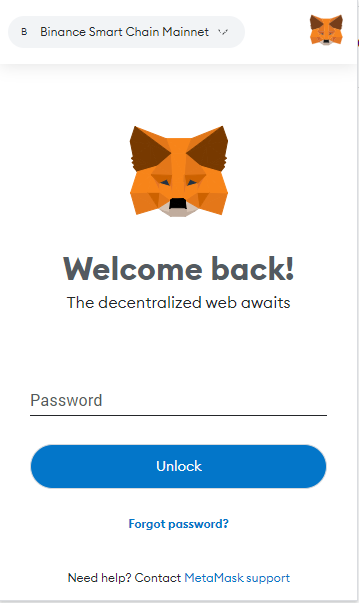 B Binance Smart Chain Mainnet
Welcome back!
The decentralized web awaits
Password
Unlock
Forgot password?
Need help? Contact MetaMask support